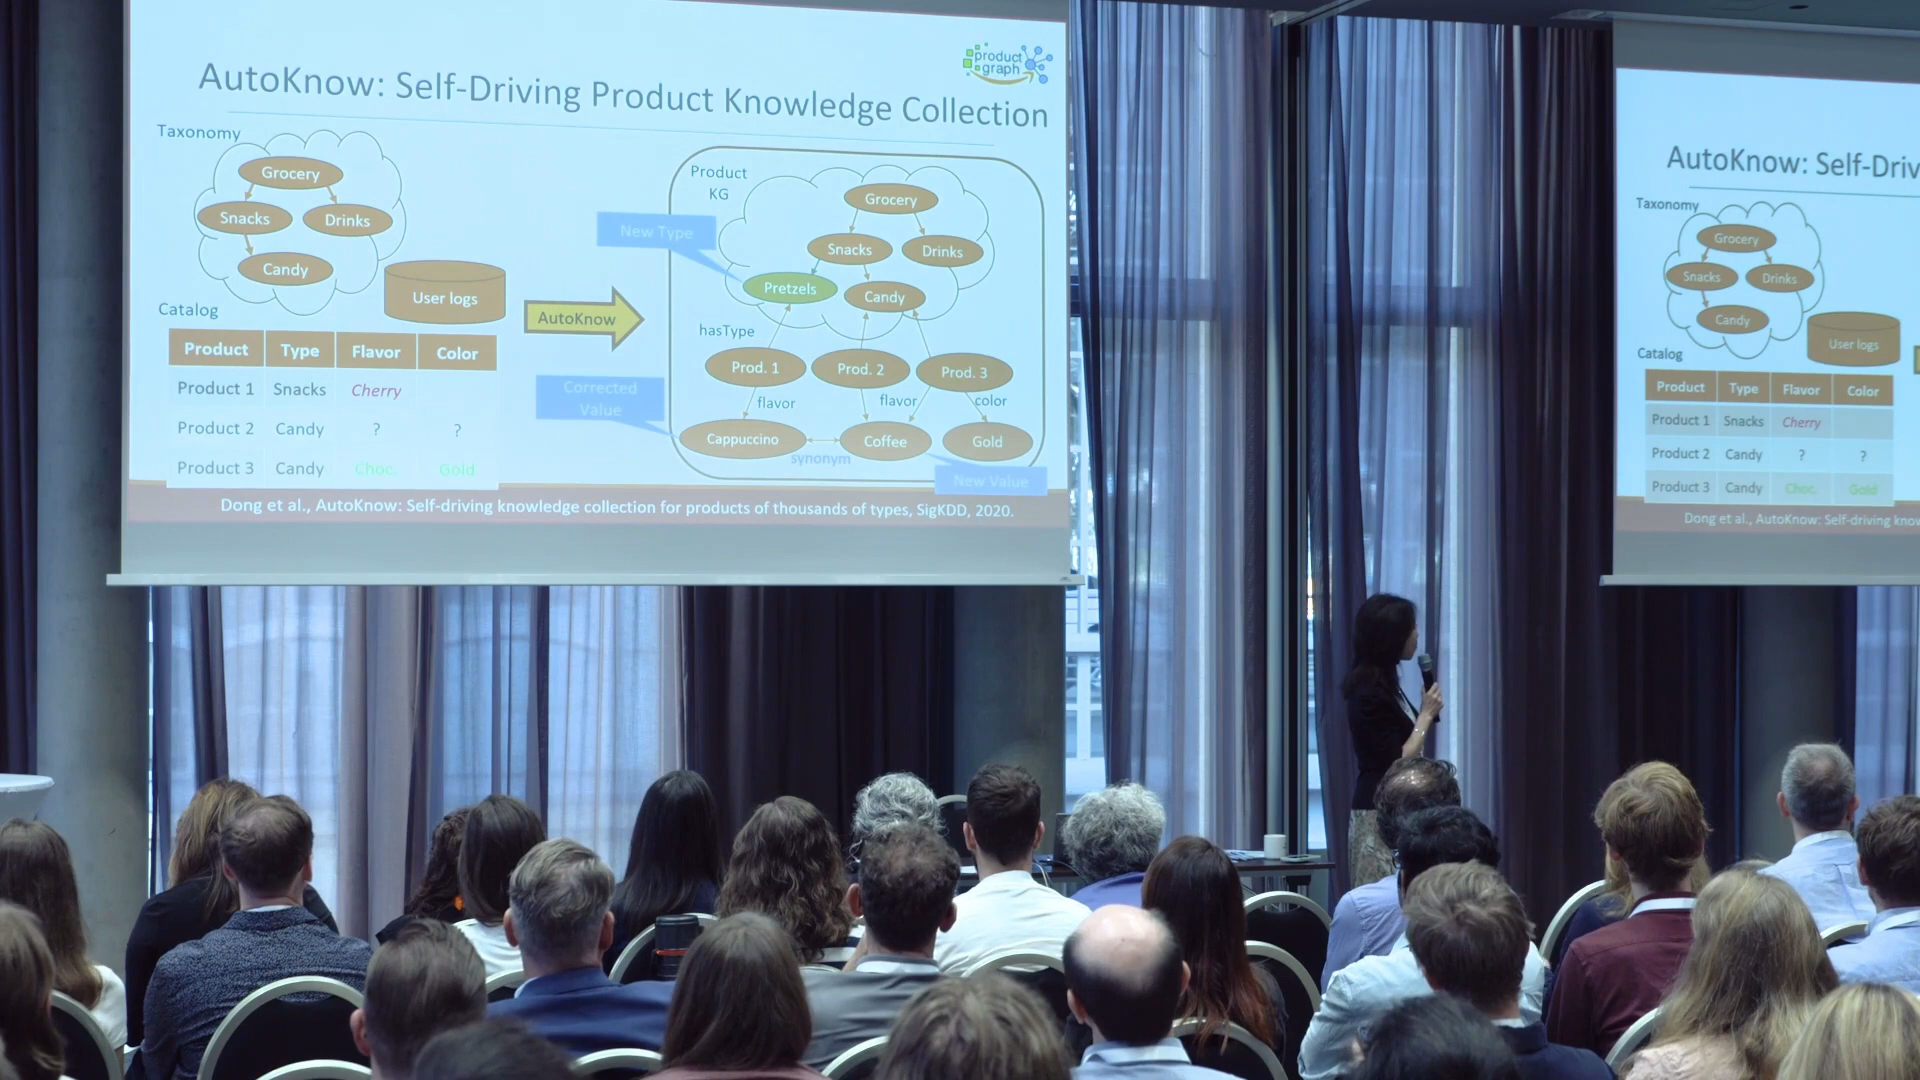 product
graph
AutoKnow: Self-Driving Product Knowledge Collection
Taxonomy
Grocery
Snacks
Drinks
Candy
User logs
Catalog
Product Type Flavor Color
Product 1 Snacks Cherry
Product 2 Candy ? ?
Product 3 Candy Choc. Gold
AutoKnow
Product
KG
Grocery
New Type
Snacks
Drinks
Pretzels
Candy
hasType
Prod. 1
Prod. 2
Prod. 3
Corrected
Value
flavor
flavor
color
Cappuccino
Coffee
Gold
synonym
New Value
Dong et al., AutoKnow: Self-driving knowledge collection for products of thousands of types, SigKDD, 2020.
AutoKnow: Self-Driv
Taxonomy
Grocery
Snacks
Drinks
Candy
User logs
Catalog
Product Type Flavor Color
Product 1 Snacks Cherry
Product 2 Candy ? ?
Product 3 Candy Choc. Gold
Dong et al., AutoKnow: Self-driving know